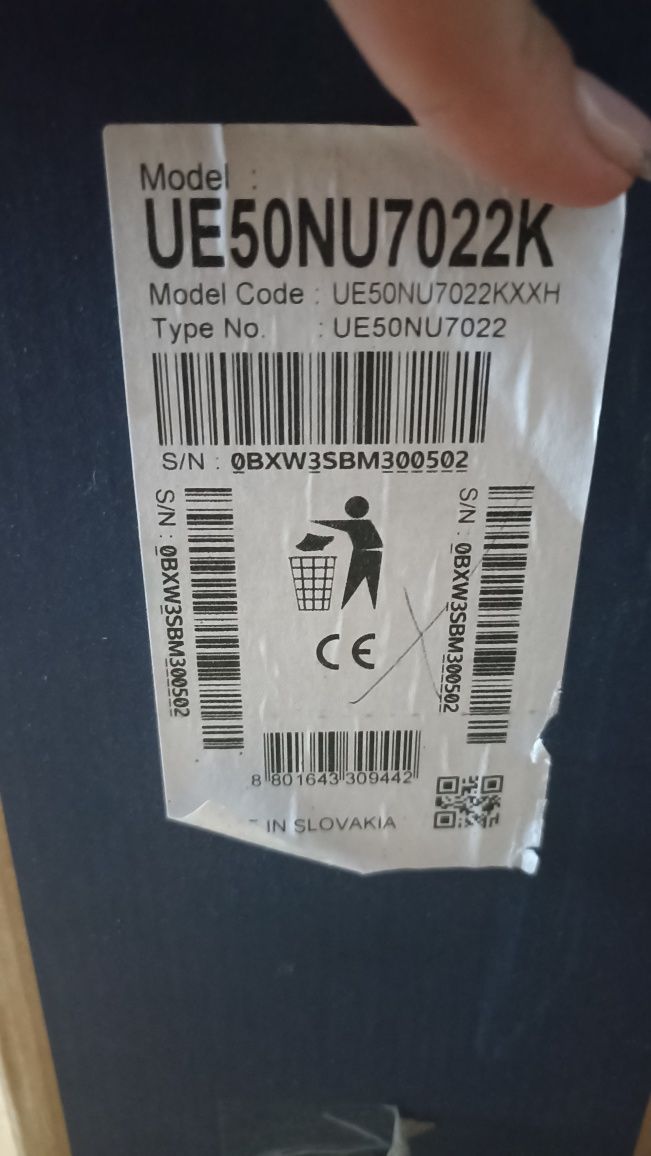 Model :
UE50NU7022K
Model Code : UE50NU7022KXXH
Type No. : UE50NU7022
S/N : 0BXW3SBM300502
S/N : 0BXW3SBM300502
S/N : 0BXW3SBM300502
CE
8 801643 309442
IN SLOVAKIA